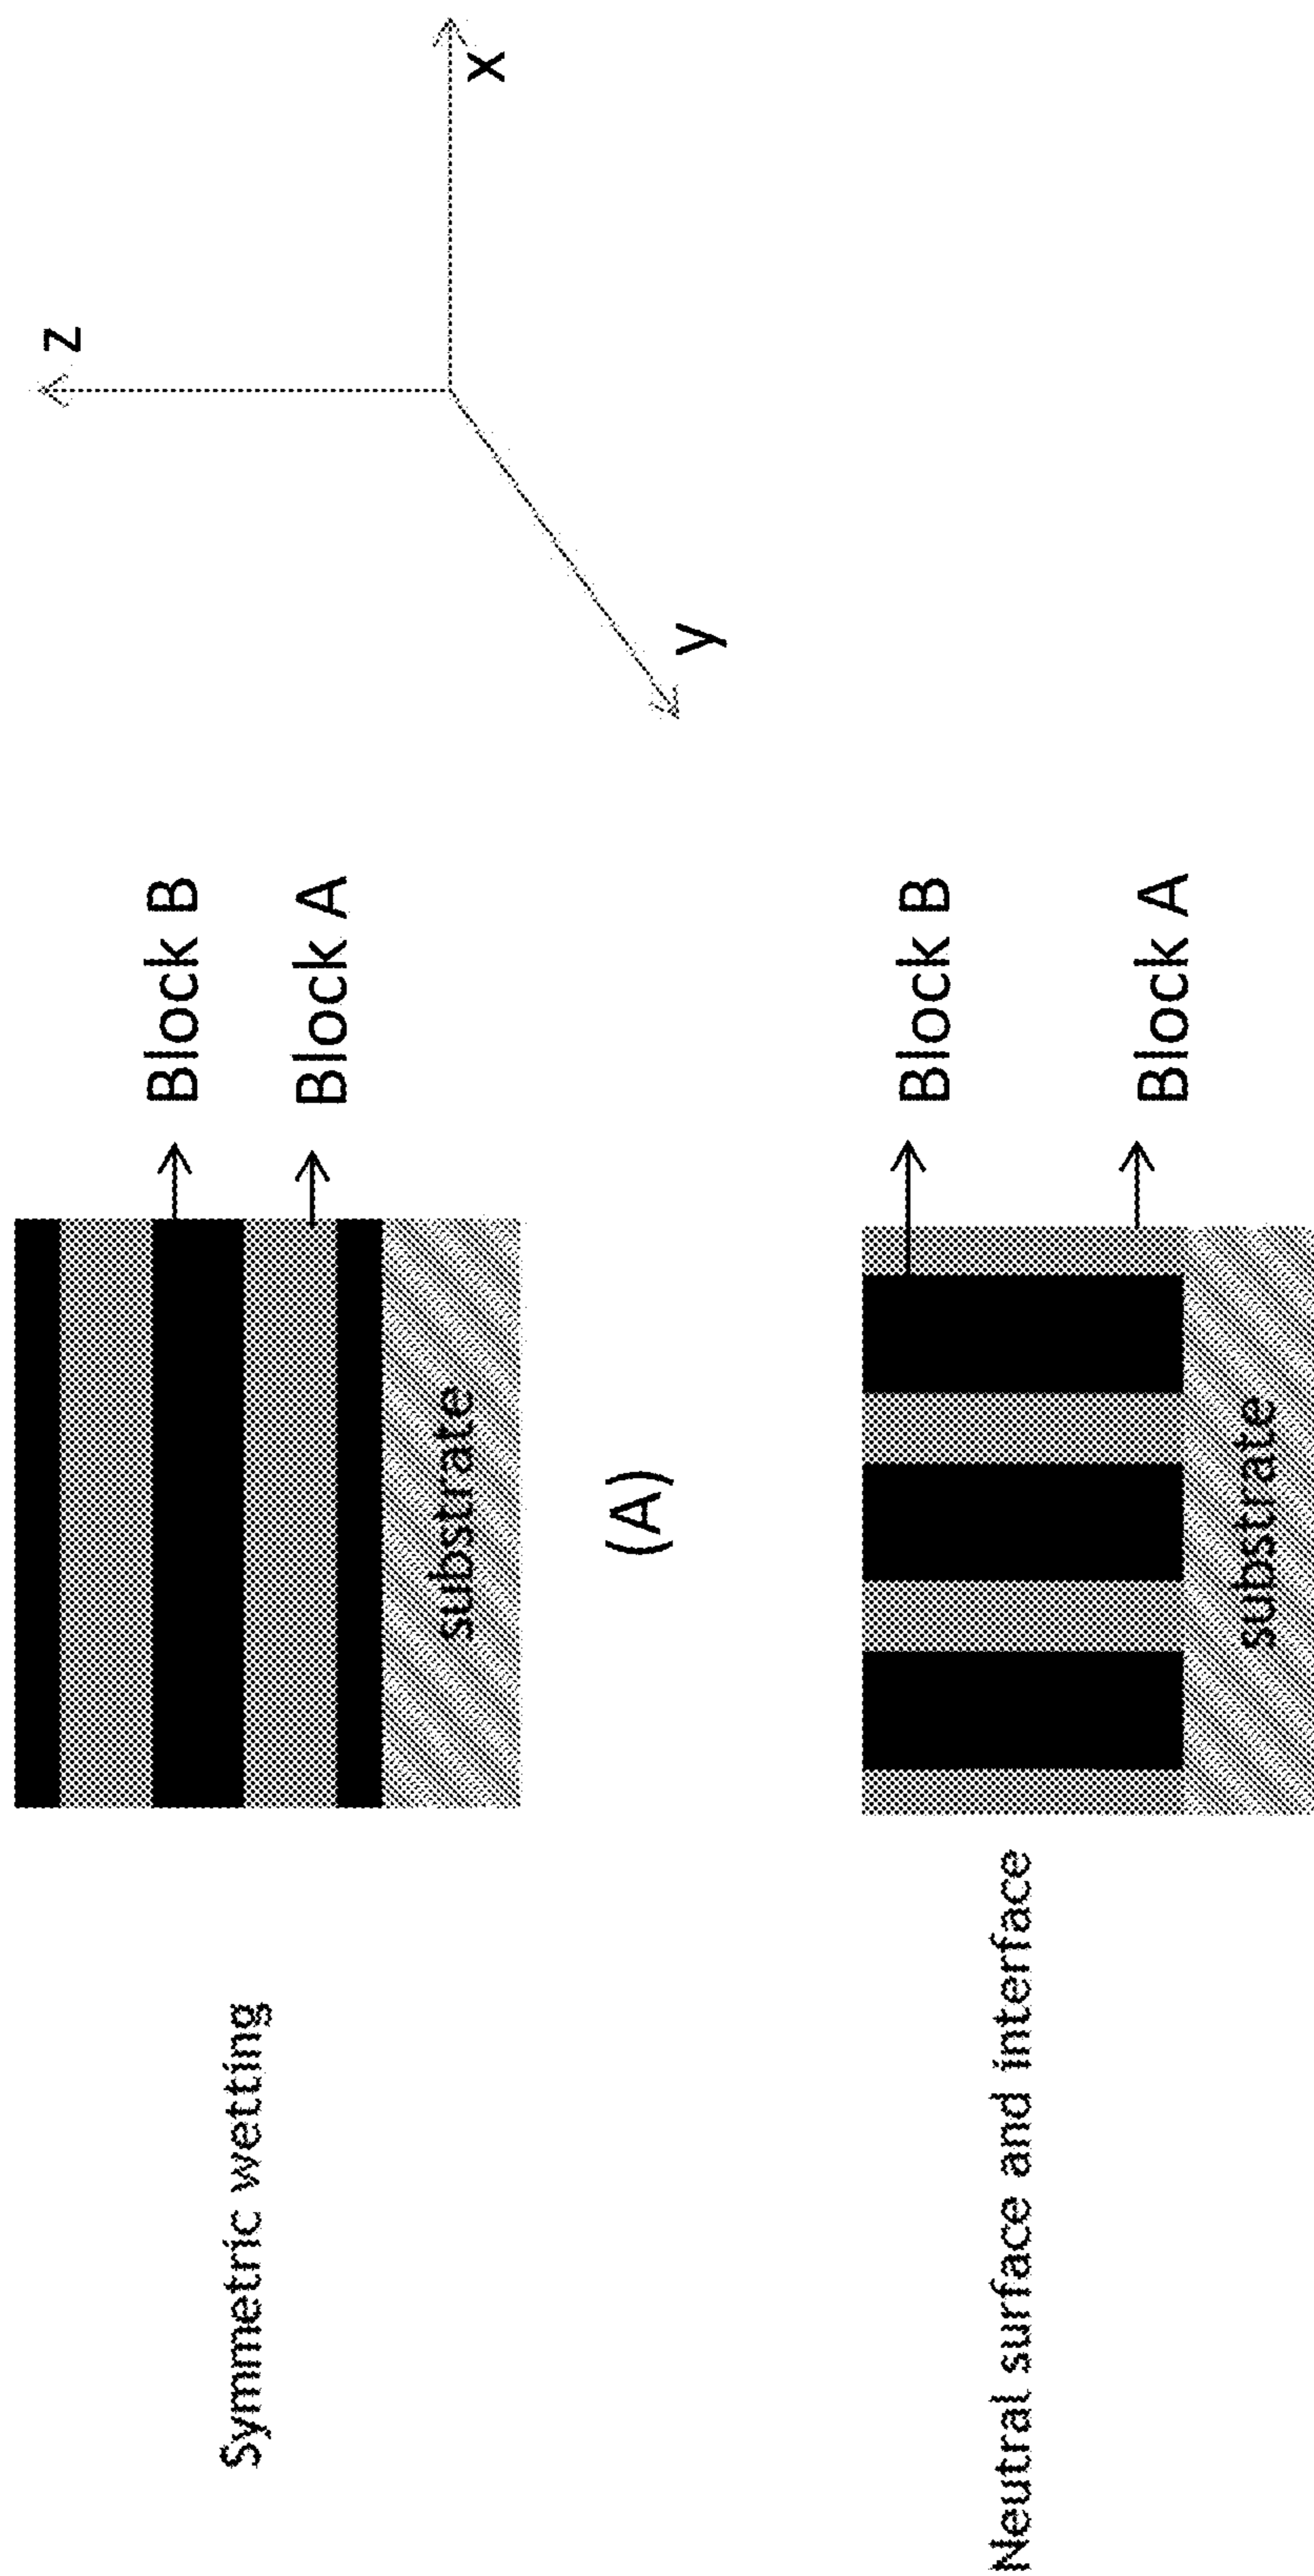 Symmetric wetting
Block B
Block A
substrate
(A)
z
x
y
Neutral surface and interface
Block B
Block A
substrate